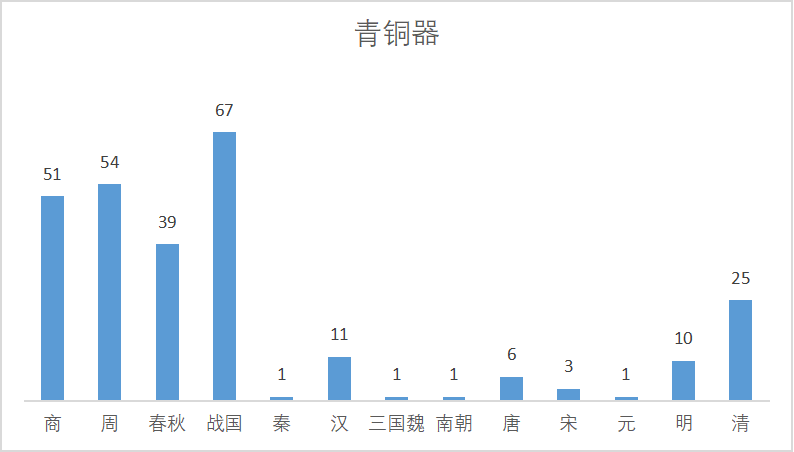 青铜器
51 54 39 67 1 11 1 1 6 3 1 10 25
商 周 春秋 战国 秦 汉 三国魏 南朝 唐 宋 元 明 清